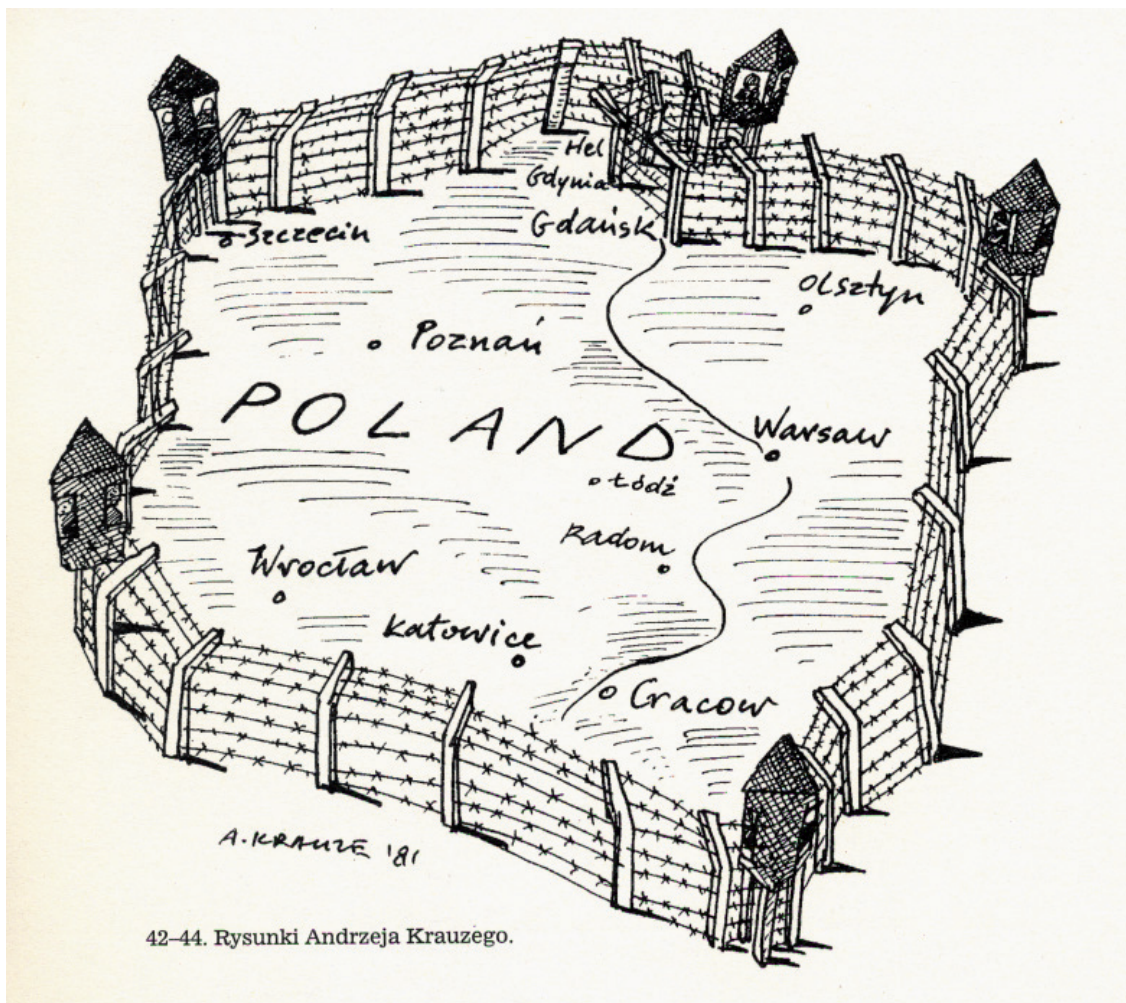 Hel
Gdynia
Gdańsk
Szczecin
Olsztyn
Poznań
POLAND
Warsaw
Łódź
Radom
Wrocław
Katowice
Cracow
A. KRAUZE '81
42–44. Rysunki Andrzeja Krauzego.